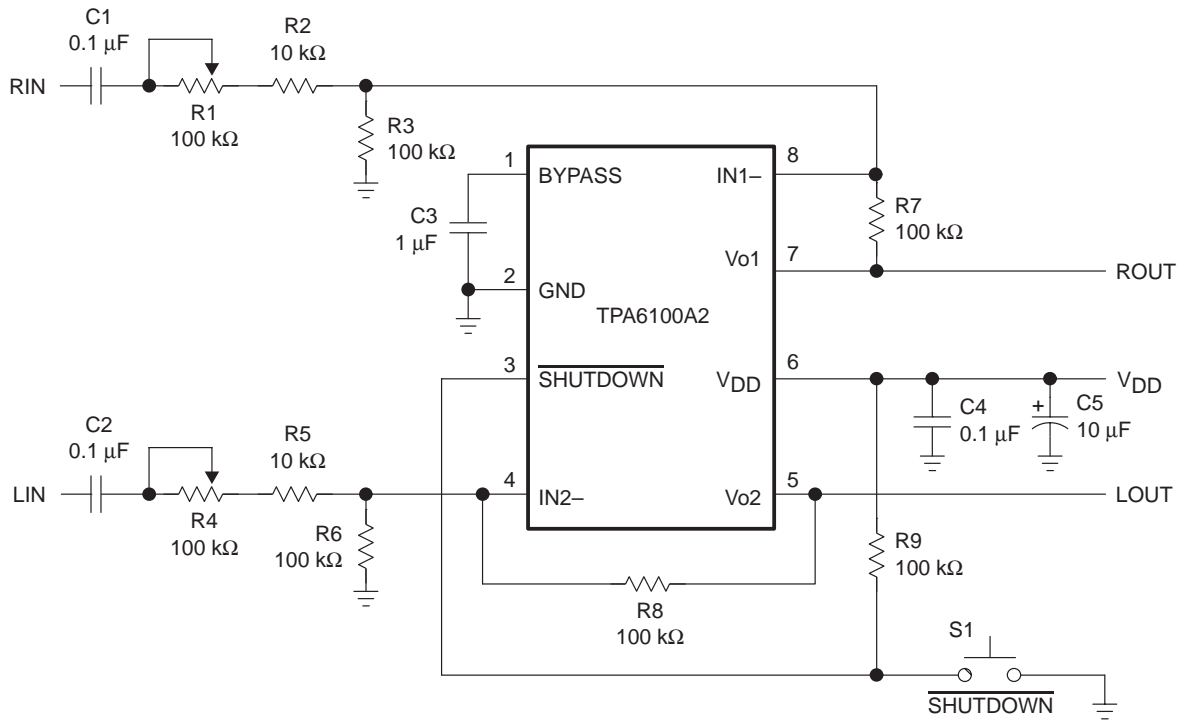 C1
0.1 µF
RIN
R1
100 kΩ
R2
10 kΩ
R3
100 kΩ
C3
1 µF
1
BYPASS
2
GND
3
SHUTDOWN
4
IN2–
TPA6100A2
8
IN1–
7
Vo1
6
VDD
5
Vo2
R7
100 kΩ
ROUT
VDD
C4
0.1 µF
+
C5
10 µF
LOUT
C2
0.1 µF
LIN
R4
100 kΩ
R5
10 kΩ
R6
100 kΩ
R8
100 kΩ
R9
100 kΩ
S1
SHUTDOWN